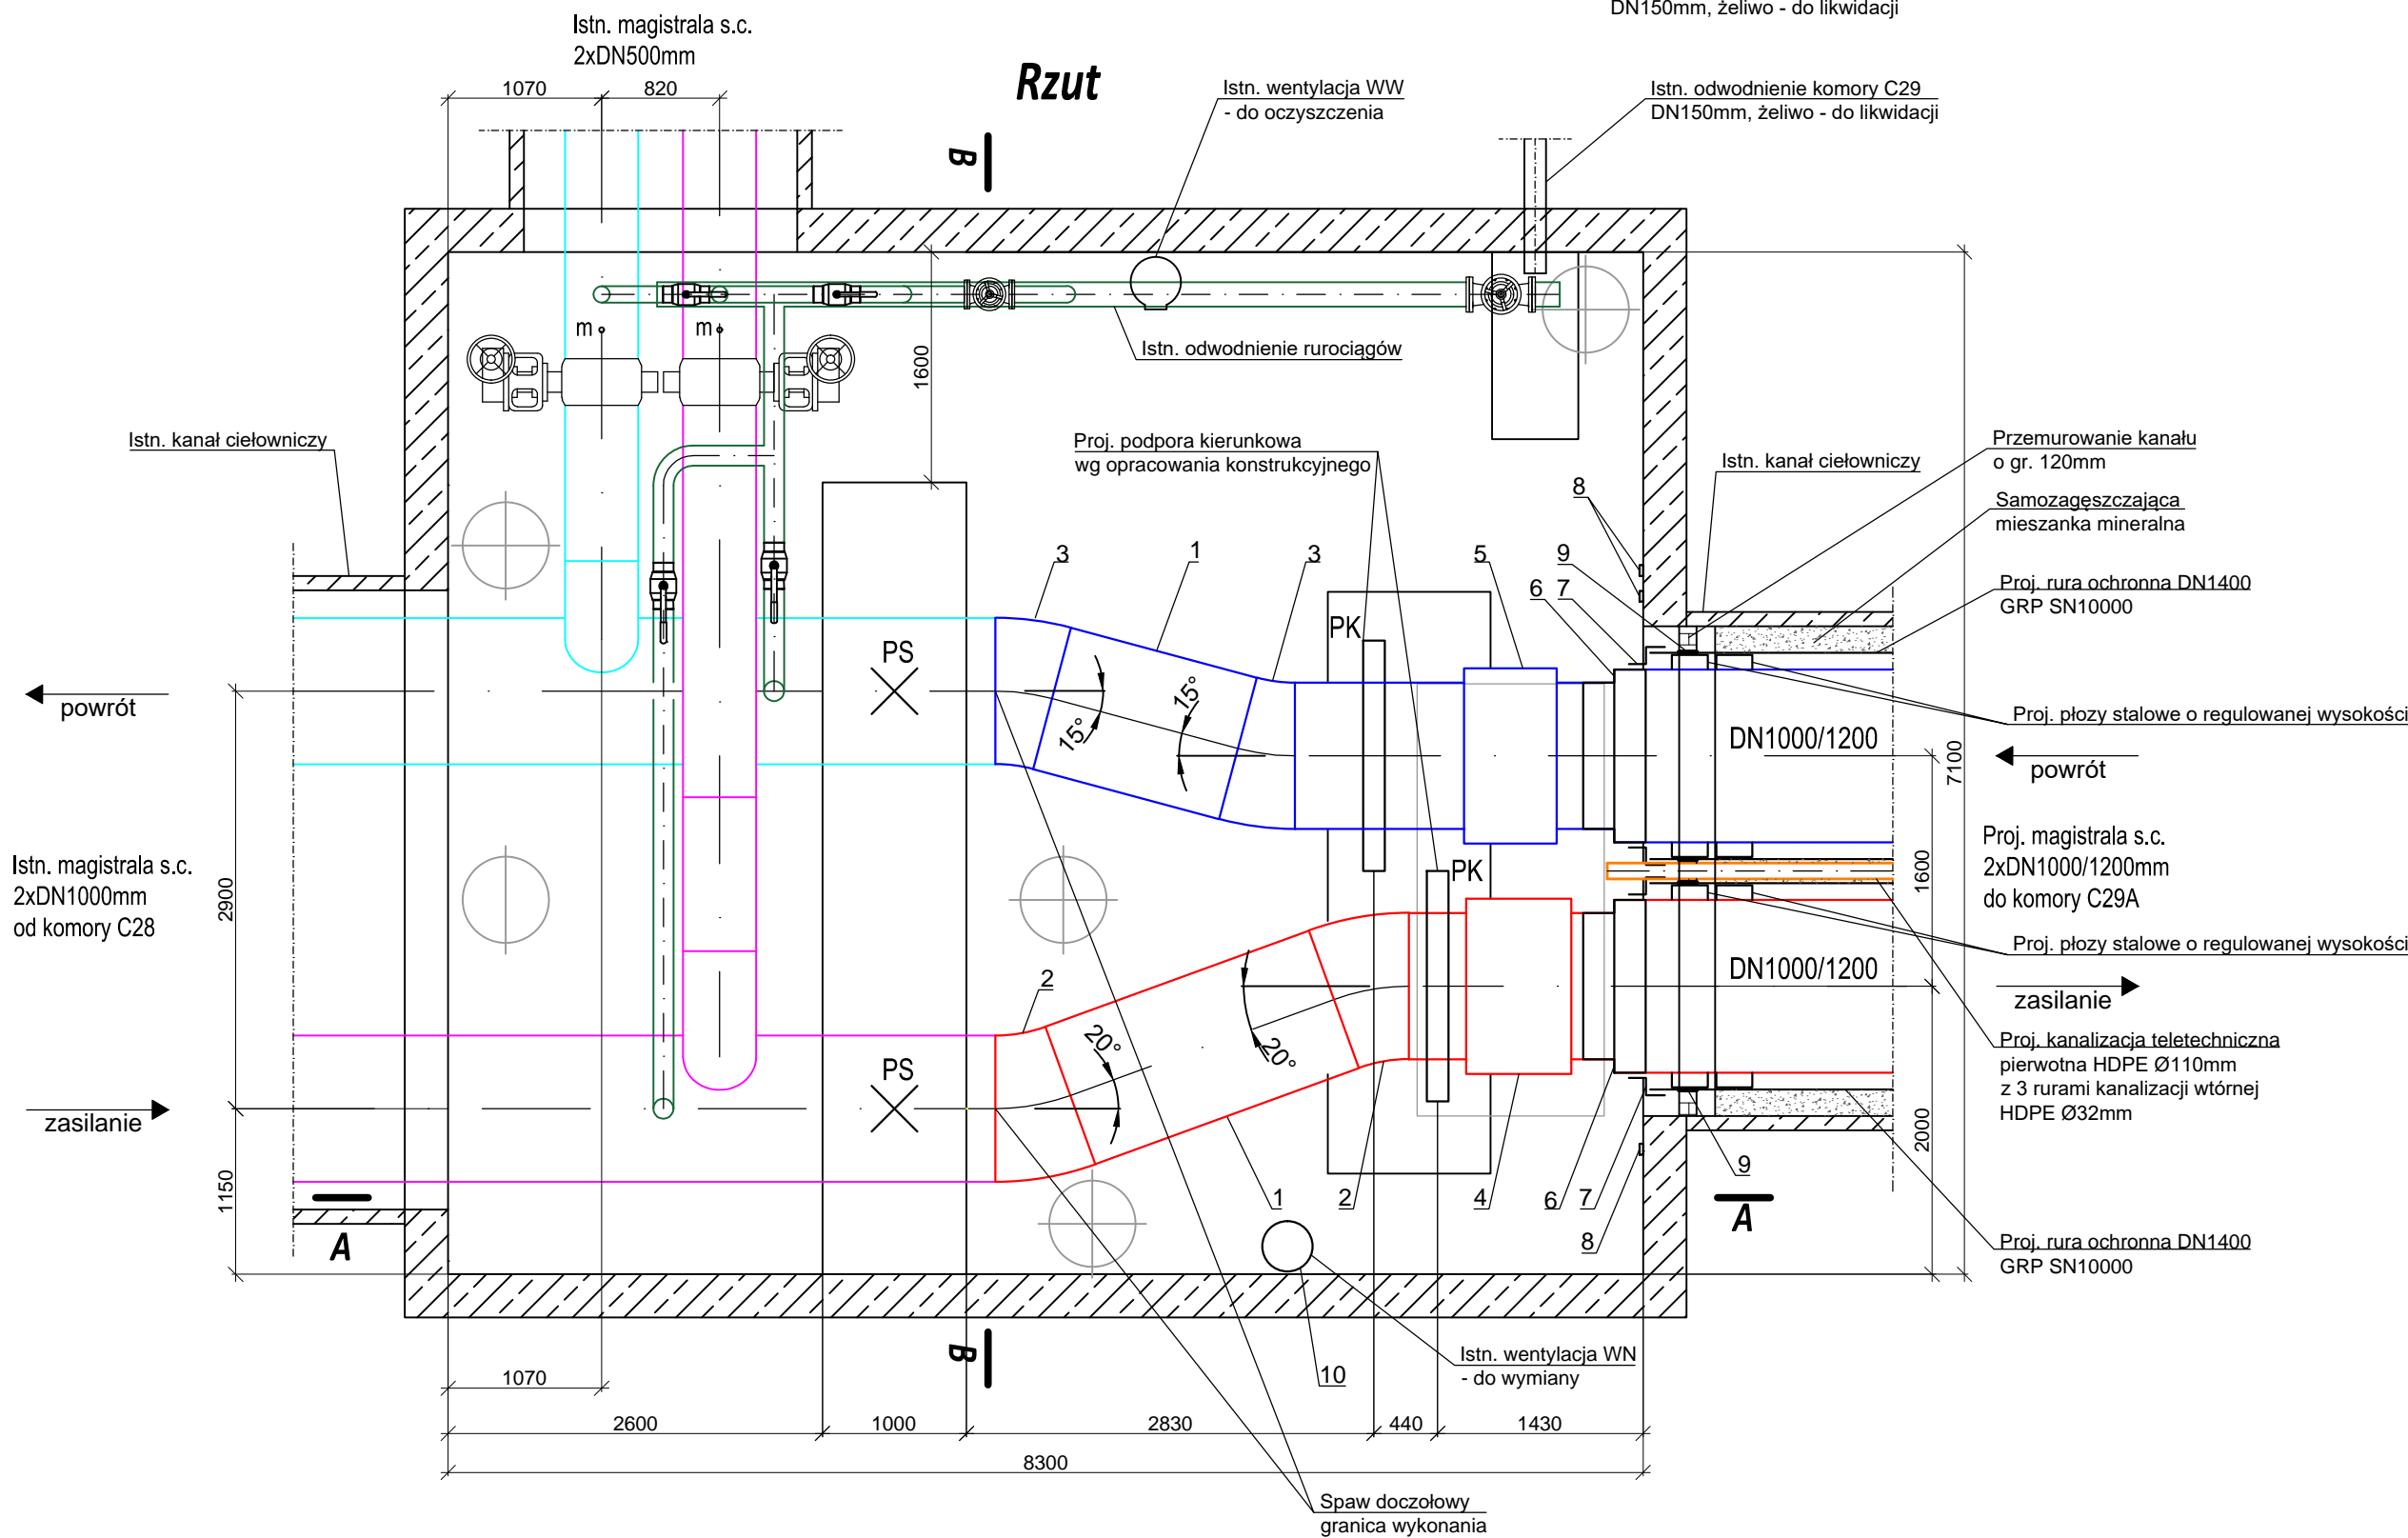 DN150mm, żeliwo - do likwidacji
Istn. magistrala s.c.
2xDN500mm
Rzut
1070
820
Istn. wentylacja WW
- do oczyszczenia
Istn. odwodnienie komory C29
DN150mm, żeliwo - do likwidacji
B
m
m
1600
Istn. odwodnienie rurociągów
Istn. kanał ciełowniczy
Proj. podpora kierunkowa
wg opracowania konstrukcyjnego
Istn. kanał ciełowniczy
Przemurowanie kanału
o gr. 120mm
Samozagęszczająca
mieszanka mineralna
8
3
1
3
5
9
6
7
Proj. rura ochronna DN1400
GRP SN10000
PK
PS
15°
15°
powrót
Proj. płozy stalowe o regulowanej wysokości
DN1000/1200
7100
powrót
Istn. magistrala s.c.
2xDN1000mm
od komory C28
2900
PK
1600
Proj. magistrala s.c.
2xDN1000/1200mm
do komory C29A
Proj. płozy stalowe o regulowanej wysokości
DN1000/1200
2
zasilanie
20°
20°
PS
Proj. kanalizacja teletechniczna
pierwotna HDPE Ø110mm
z 3 rurami kanalizacji wtórnej
HDPE Ø32mm
zasilanie
2000
1150
9
1
2
4
6
7
8
A
A
Proj. rura ochronna DN1400
GRP SN10000
B
Istn. wentylacja WN
- do wymiany
10
1070
2600
1000
2830
440
1430
8300
Spaw doczołowy
granica wykonania